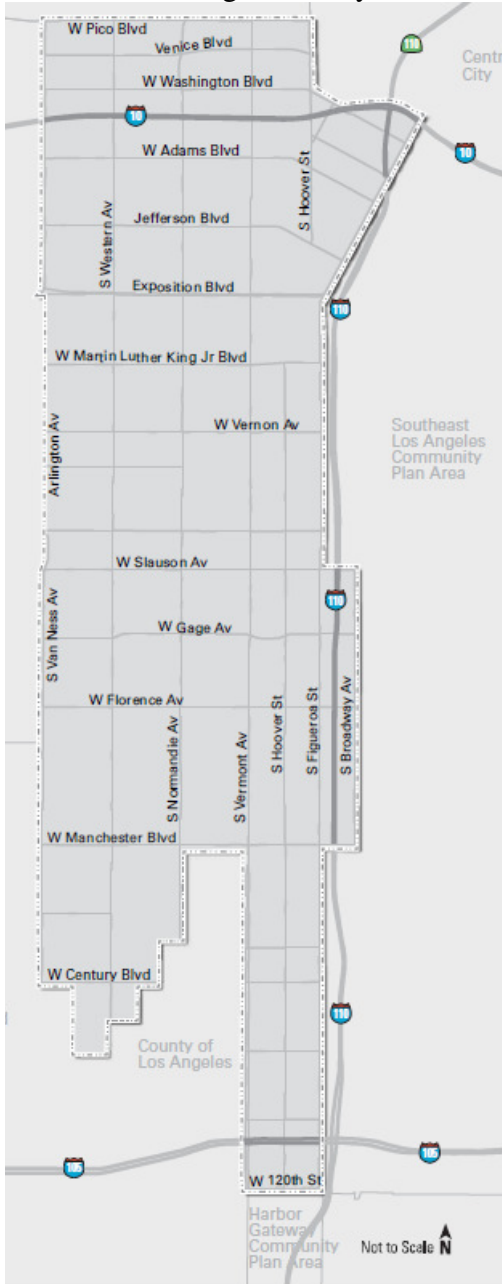 W Pico Blvd
110
Venice Blvd
Centr
City
W Washington Blvd
10
W Adams Blvd
10
S Hoover St
S Western Av
Jefferson Blvd
Exposition Blvd
110
W Martin Luther King Jr Blvd
Arlington Av
W Vernon Av
Southeast
Los Angeles
Community
Plan Area
W Slauson Av
110
S Van Ness Av
W Gage Av
W Florence Av
S Normandie Av
S Vermont Av
S Hoover St
S Figueroa St
S Broadway Av
W Manchester Blvd
W Century Blvd
110
County of
Los Angeles
105
105
W 120th St
Harbor
Gateway
Community
Plan Area
Not to Scale N